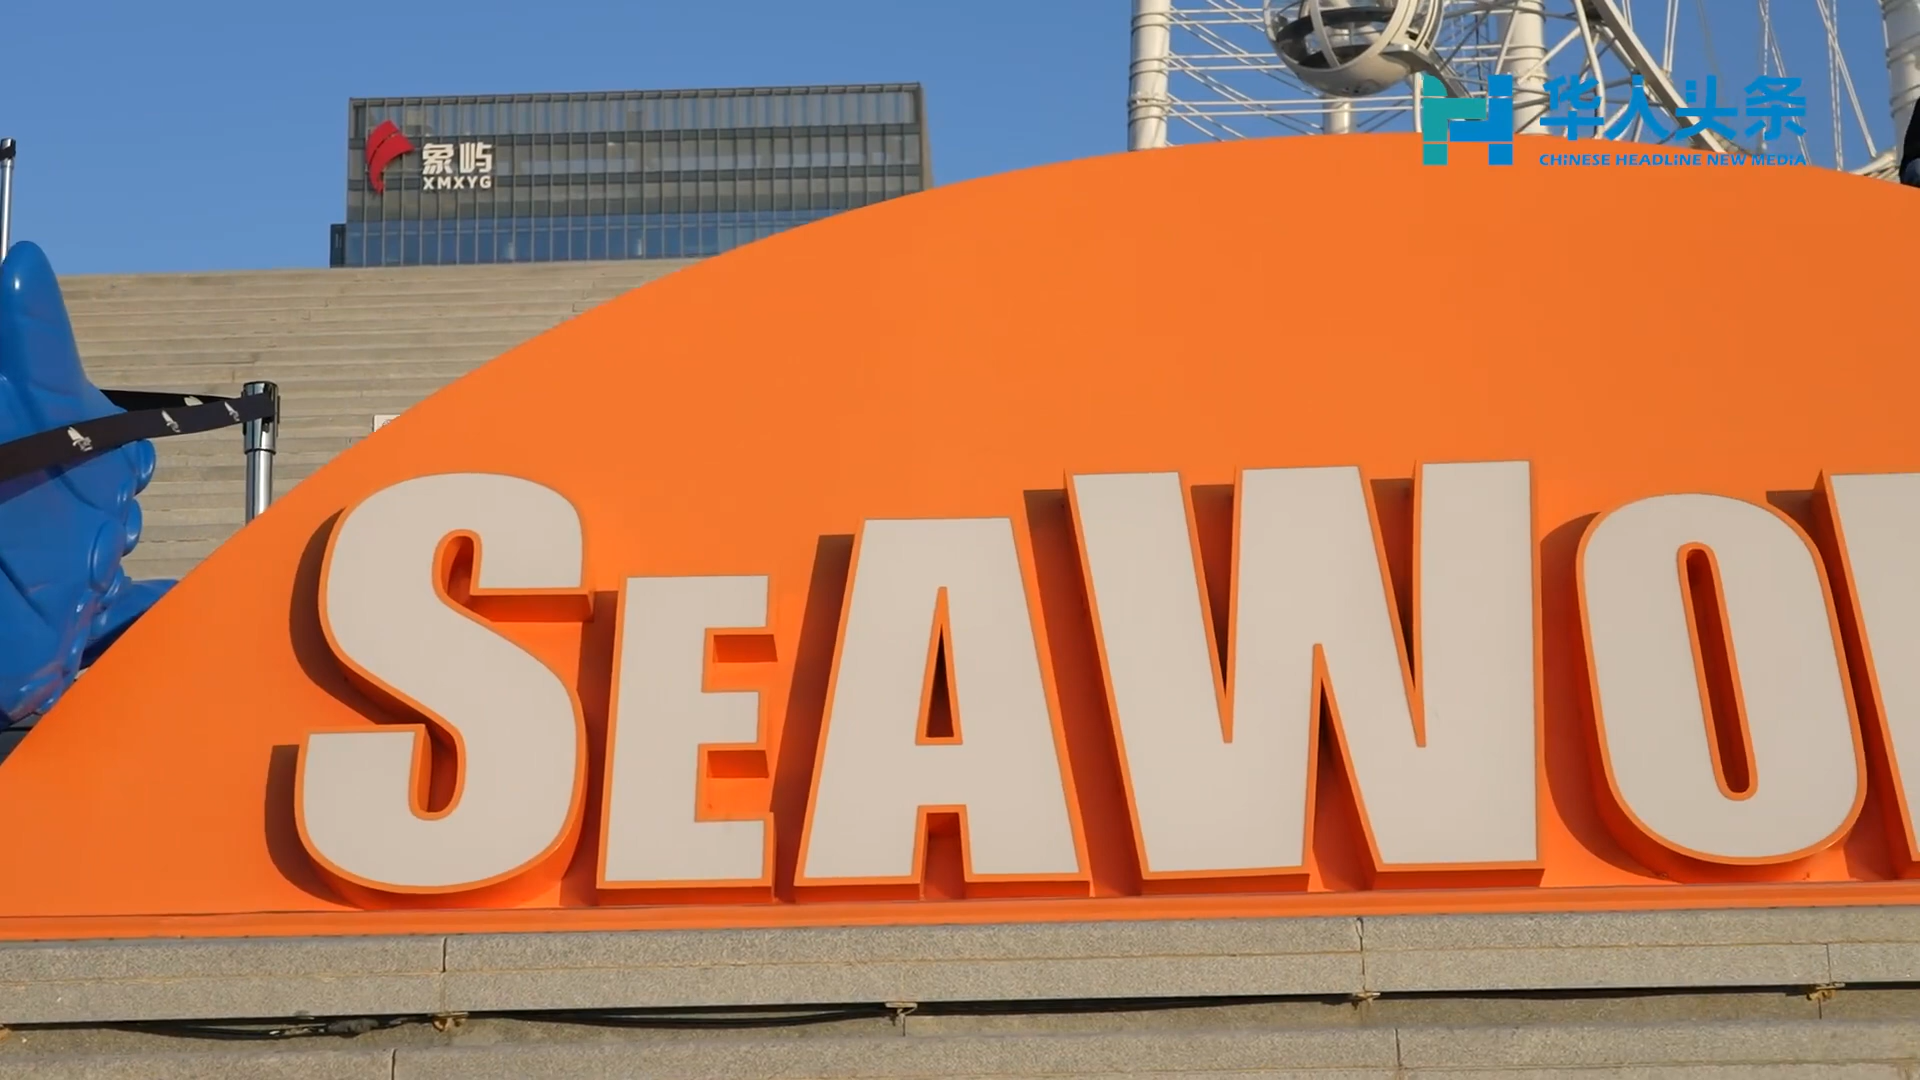 象屿
XMXYG
华人头条
CHINESE HEADLINE NEW MEDIA
SEAWO